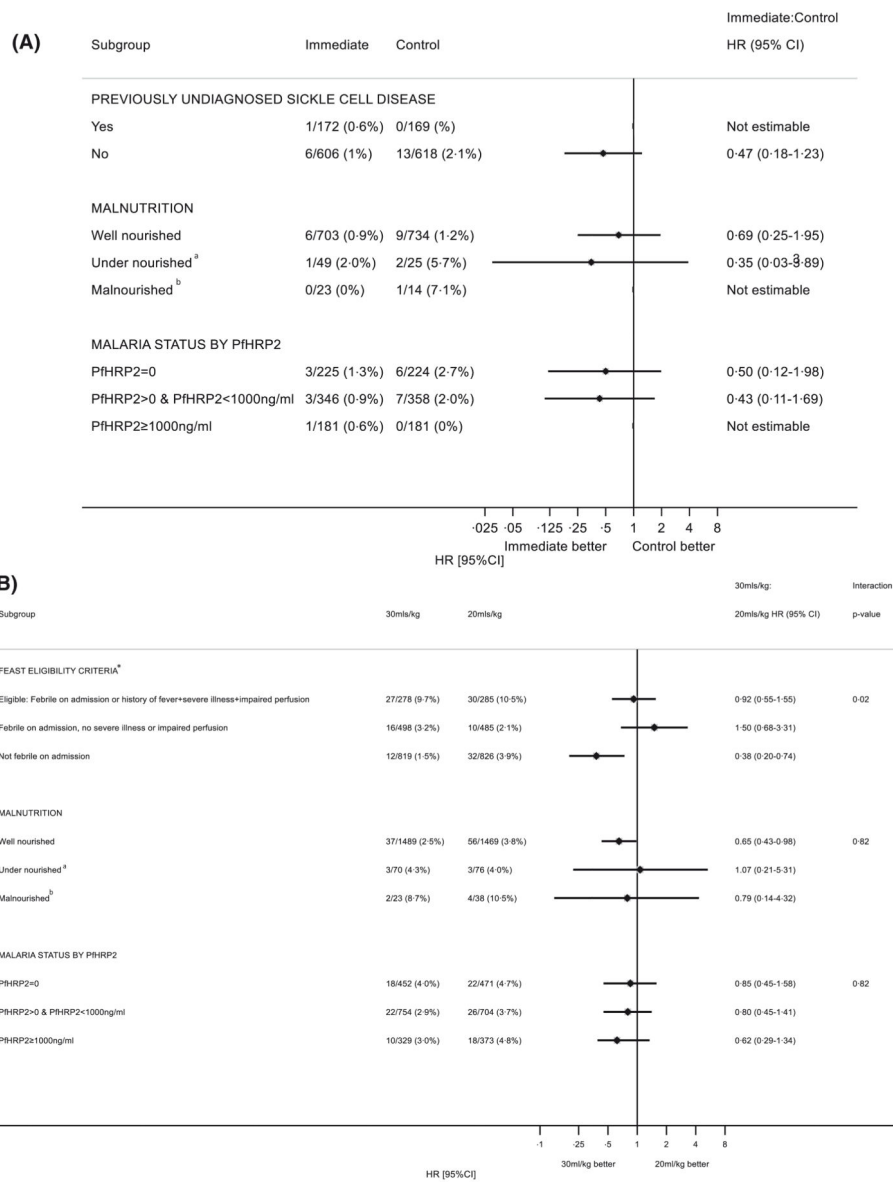 (A)
Immediate:Control
Subgroup Immediate Control HR (95% CI)
PREVIOUSLY UNDIAGNOSED SICKLE CELL DISEASE
Yes 1/172 (0.6%) 0/169 (%) Not estimable
No 6/606 (1%) 13/618 (2.1%) 0·47 (0·18-1·23)
MALNUTRITION
Well nourished 6/703 (0.9%) 9/734 (1.2%) 0·69 (0·25-1·95)
Under nourished a 1/49 (2.0%) 2/25 (5.7%) 0·35 (0·03-3·89)
Malnourished b 0/23 (0%) 1/14 (7.1%) Not estimable
MALARIA STATUS BY PfHRP2
PfHRP2=0 3/225 (1.3%) 6/224 (2.7%) 0·50 (0·12-1·98)
PfHRP2>0 & PfHRP2<1000ng/ml 3/346 (0.9%) 7/358 (2.0%) 0·43 (0·11-1·69)
PfHRP2≥1000ng/ml 1/181 (0.6%) 0/181 (0%) Not estimable
·025 ·05 ·125 ·25 ·5 1 2 4 8
Immediate better Control better
HR [95%CI]
B)
30mls/kg: Interaction
Subgroup 30mls/kg 20mls/kg 20mls/kg HR (95% CI) p-value
FEAST ELIGIBILITY CRITERIA*
Eligible: Febrile on admission or history of fever+severe illness+impaired perfusion 27/278 (9·7%) 30/285 (10·5%) 0·92 (0·55-1·55) 0·02
Febrile on admission, no severe illness or impaired perfusion 16/498 (3·2%) 10/485 (2·1%) 1·50 (0·68-3·31)
Not febrile on admission 12/819 (1·5%) 32/826 (3·9%) 0·38 (0·20-0·74)
MALNUTRITION
Well nourished 37/1489 (2·5%) 56/1469 (3·8%) 0·65 (0·43-0·98) 0·82
Under nourished a 3/70 (4·3%) 3/76 (4·0%) 1·07 (0·21-5·31)
Malnourished b 2/23 (8·7%) 4/38 (10·5%) 0·79 (0·14-4·32)
MALARIA STATUS BY PfHRP2
PfHRP2=0 18/452 (4·0%) 22/471 (4·7%) 0·85 (0·45-1·58) 0·82
PfHRP2>0 & PfHRP2<1000ng/ml 22/754 (2·9%) 26/704 (3·7%) 0·80 (0·45-1·41)
PfHRP2≥1000ng/ml 10/329 (3·0%) 18/373 (4·8%) 0·62 (0·29-1·34)
·1 ·25 ·5 1 2 4 8
30ml/kg better 20ml/kg better
HR [95%CI]